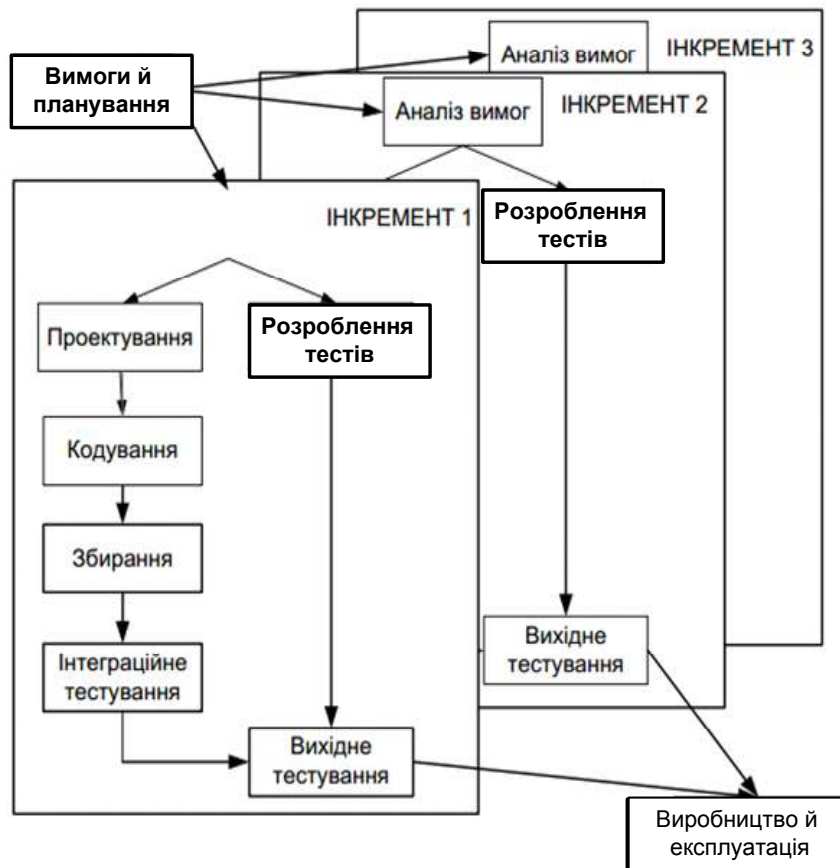 Вимоги й
планування
Аналіз вимог
ІНКРЕМЕНТ 3
Аналіз вимог
ІНКРЕМЕНТ 2
Розроблення
тестів
Вихідне
тестування
ІНКРЕМЕНТ 1
Проектування
Розроблення
тестів
Кодування
Збирання
Інтеграційне
тестування
Вихідне
тестування
Виробництво й
експлуатація